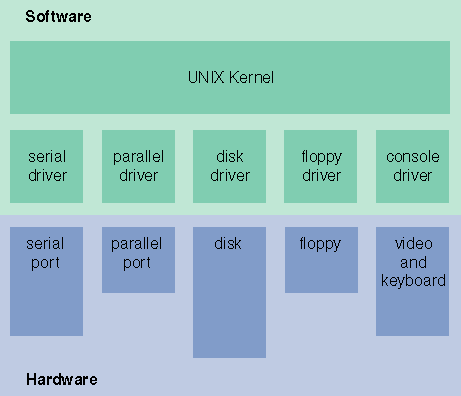 Software
UNIX Kernel
serial
driver
parallel
driver
disk
driver
floppy
driver
console
driver
serial
port
parallel
port
disk
floppy
video
and
keyboard
Hardware